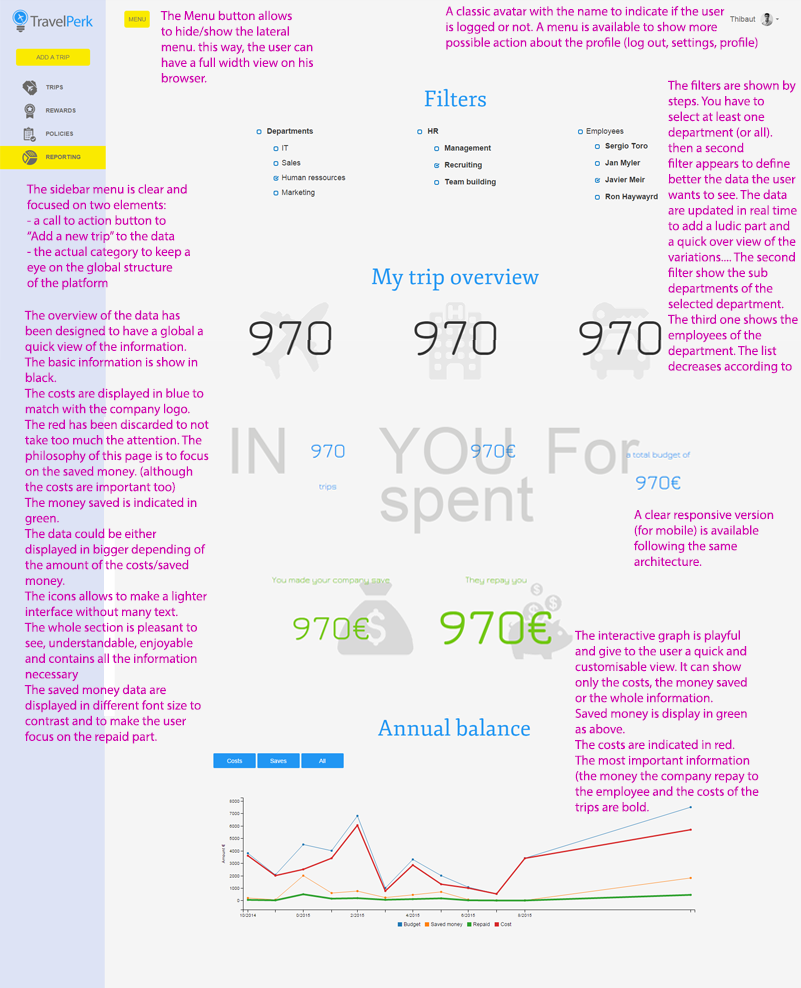 TravelPerk
MENU
The Menu button allows
to hide/show the lateral
menu. this way, the user can
have a full width view on his
browser.
A classic avatar with the name to indicate if the user
is logged or not. A menu is available to show more
possible action about the profile (log out, settings, profile)
Thibaut
ADD A TRIP
TRIPS
REWARDS
POLICIES
REPORTING
The sidebar menu is clear and
focused on two elements:
- a call to action button to
“Add a new trip” to the data
- the actual category to keep a
eye on the global structure
of the platform
The overview of the data has
been designed to have a global a
quick view of the information.
The basic information is show in
black.
The costs are displayed in blue to
match with the company logo.
The red has been discarded to not
take too much the attention. The
philosophy of this page is to focus
on the saved money. (although
the costs are important too)
The money saved is indicated in
green.
The data could be either
displayed in bigger depending of
the amount of the costs/saved
money.
The icons allows to make a lighter
interface without many text.
The whole section is pleasant to
see, understandable, enjoyable
and contains all the information
necessary
The saved money data are
displayed in different font size to
contrast and to make the user
focus on the repaid part.
Filters
Departments
IT
Sales
Human ressources
Marketing
HR
Management
Recruiting
Team building
Employees
Sergio Toro
Jan Myler
Javier Meir
Ron Haywayrd
The filters are shown by
steps. You have to
select at least one
department (or all).
then a second
filter appears to define
better the data the user
wants to see. The data
are updated in real time
to add a ludic part and
a quick over view of the
variations.... The second
filter show the sub
departments of the
selected department.
The third one shows the
employees of the
department. The list
decreases according to
My trip overview
970
970
970
IN
970
trips
YOU
spent
970€
For
a total budget of
970€
A clear responsive version
(for mobile) is available
following the same
architecture.
You made your company save
970€
They repay you
970€
The interactive graph is playful
and give to the user a quick and
customisable view. It can show
only the costs, the money saved
or the whole information.
Saved money is display in green
as above.
The costs are indicated in red.
The most important information
(the money the company repay to
the employee and the costs of the
trips are bold.
Annual balance
Costs
Saves
All
Amount €
8000
7000
6000
5000
4000
3000
2000
1000
0
12/2014
2/2015
4/2015
6/2015
Budget
Saved money
Repaid
Cost